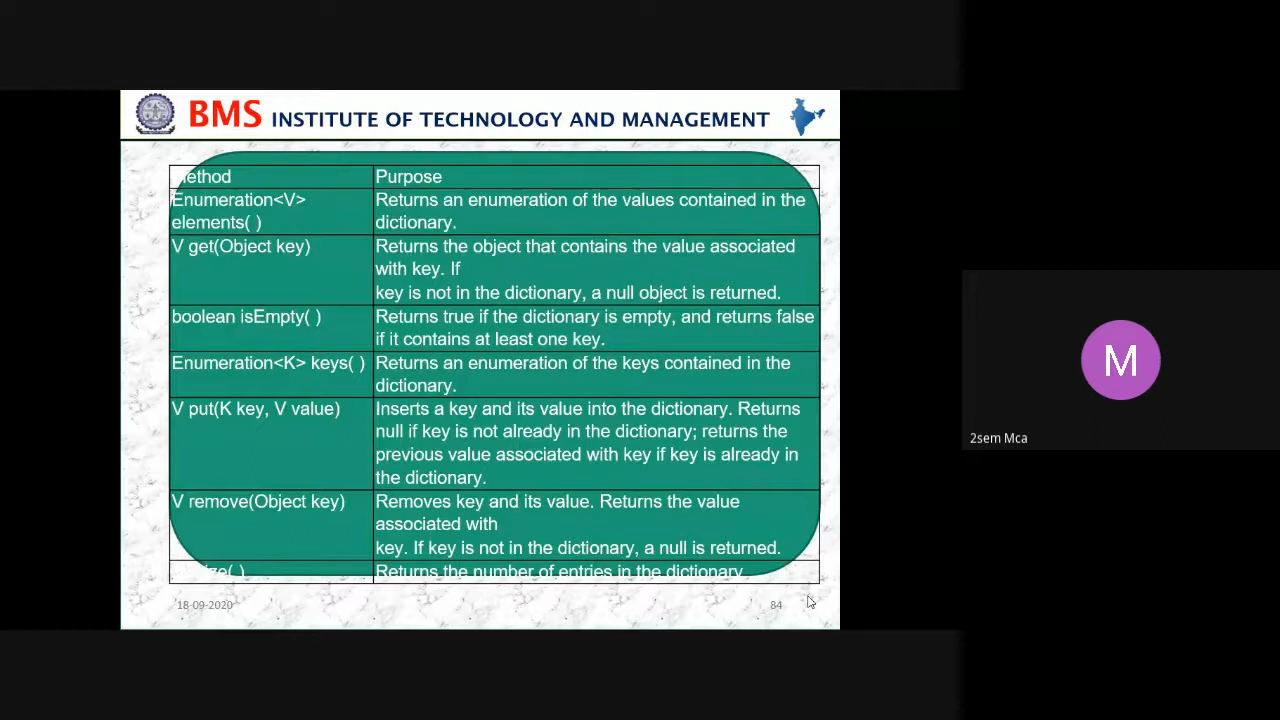 BMS INSTITUTE OF TECHNOLOGY AND MANAGEMENT
Method Purpose
Enumeration<V> Returns an enumeration of the values contained in the
elements( ) dictionary.
V get(Object key) Returns the object that contains the value associated
with key. If
key is not in the dictionary, a null object is returned.
boolean isEmpty( ) Returns true if the dictionary is empty, and returns false
if it contains at least one key.
Enumeration<K> keys( ) Returns an enumeration of the keys contained in the
dictionary.
V put(K key, V value) Inserts a key and its value into the dictionary. Returns
null if key is not already in the dictionary; returns the
previous value associated with key if key is already in
the dictionary.
V remove(Object key) Removes key and its value. Returns the value
associated with
key. If key is not in the dictionary, a null is returned.
Returns the number of entries in the dictionary
18-09-2020 84
M
2sem Mca